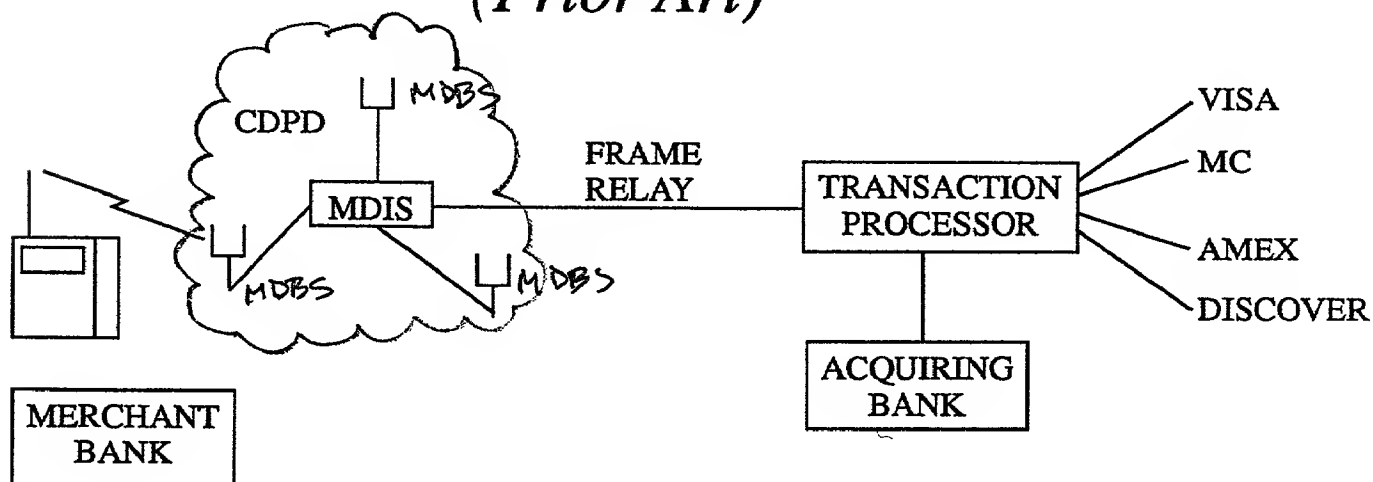 (Prior Art)
MDBS
CDPD
VISA
FRAME
RELAY
MC
MDIS
TRANSACTION
PROCESSOR
AMEX
MDBS
MDBS
DISCOVER
ACQUIRING
BANK
MERCHANT
BANK